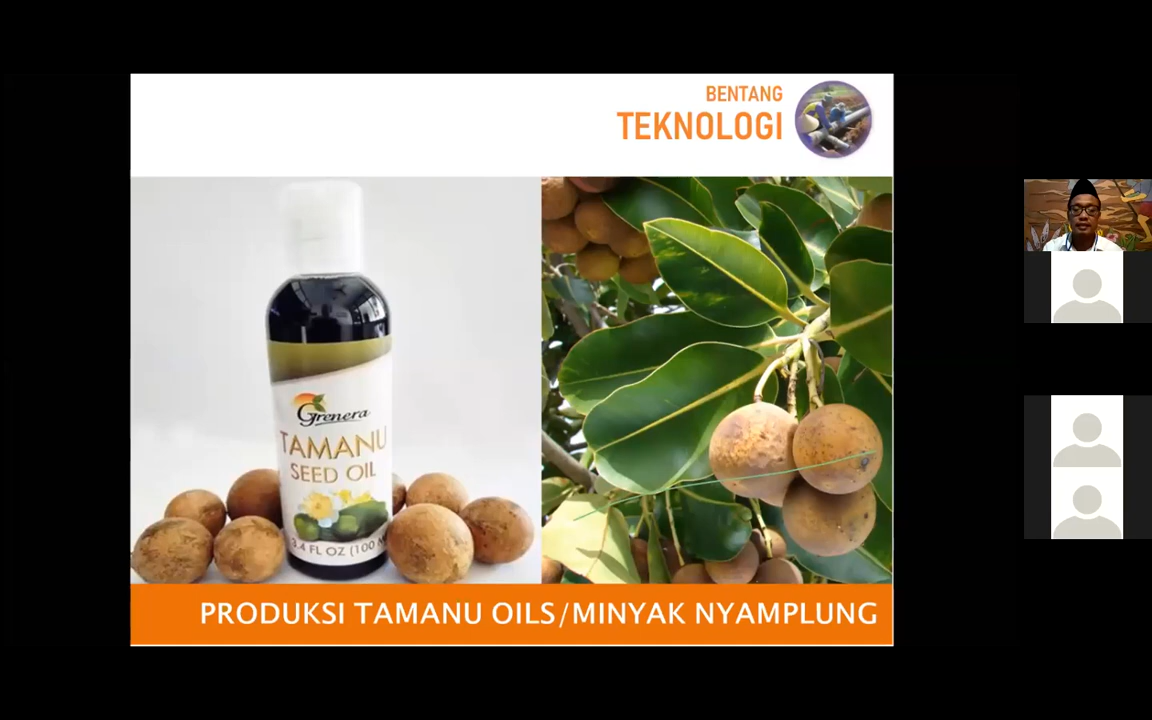 BENTANG
TEKNOLOGI
Grenera
TAMANU
SEED OIL
3.4 FL OZ (100 M
PRODUKSI TAMANU OILS/MINYAK NYAMPLUNG